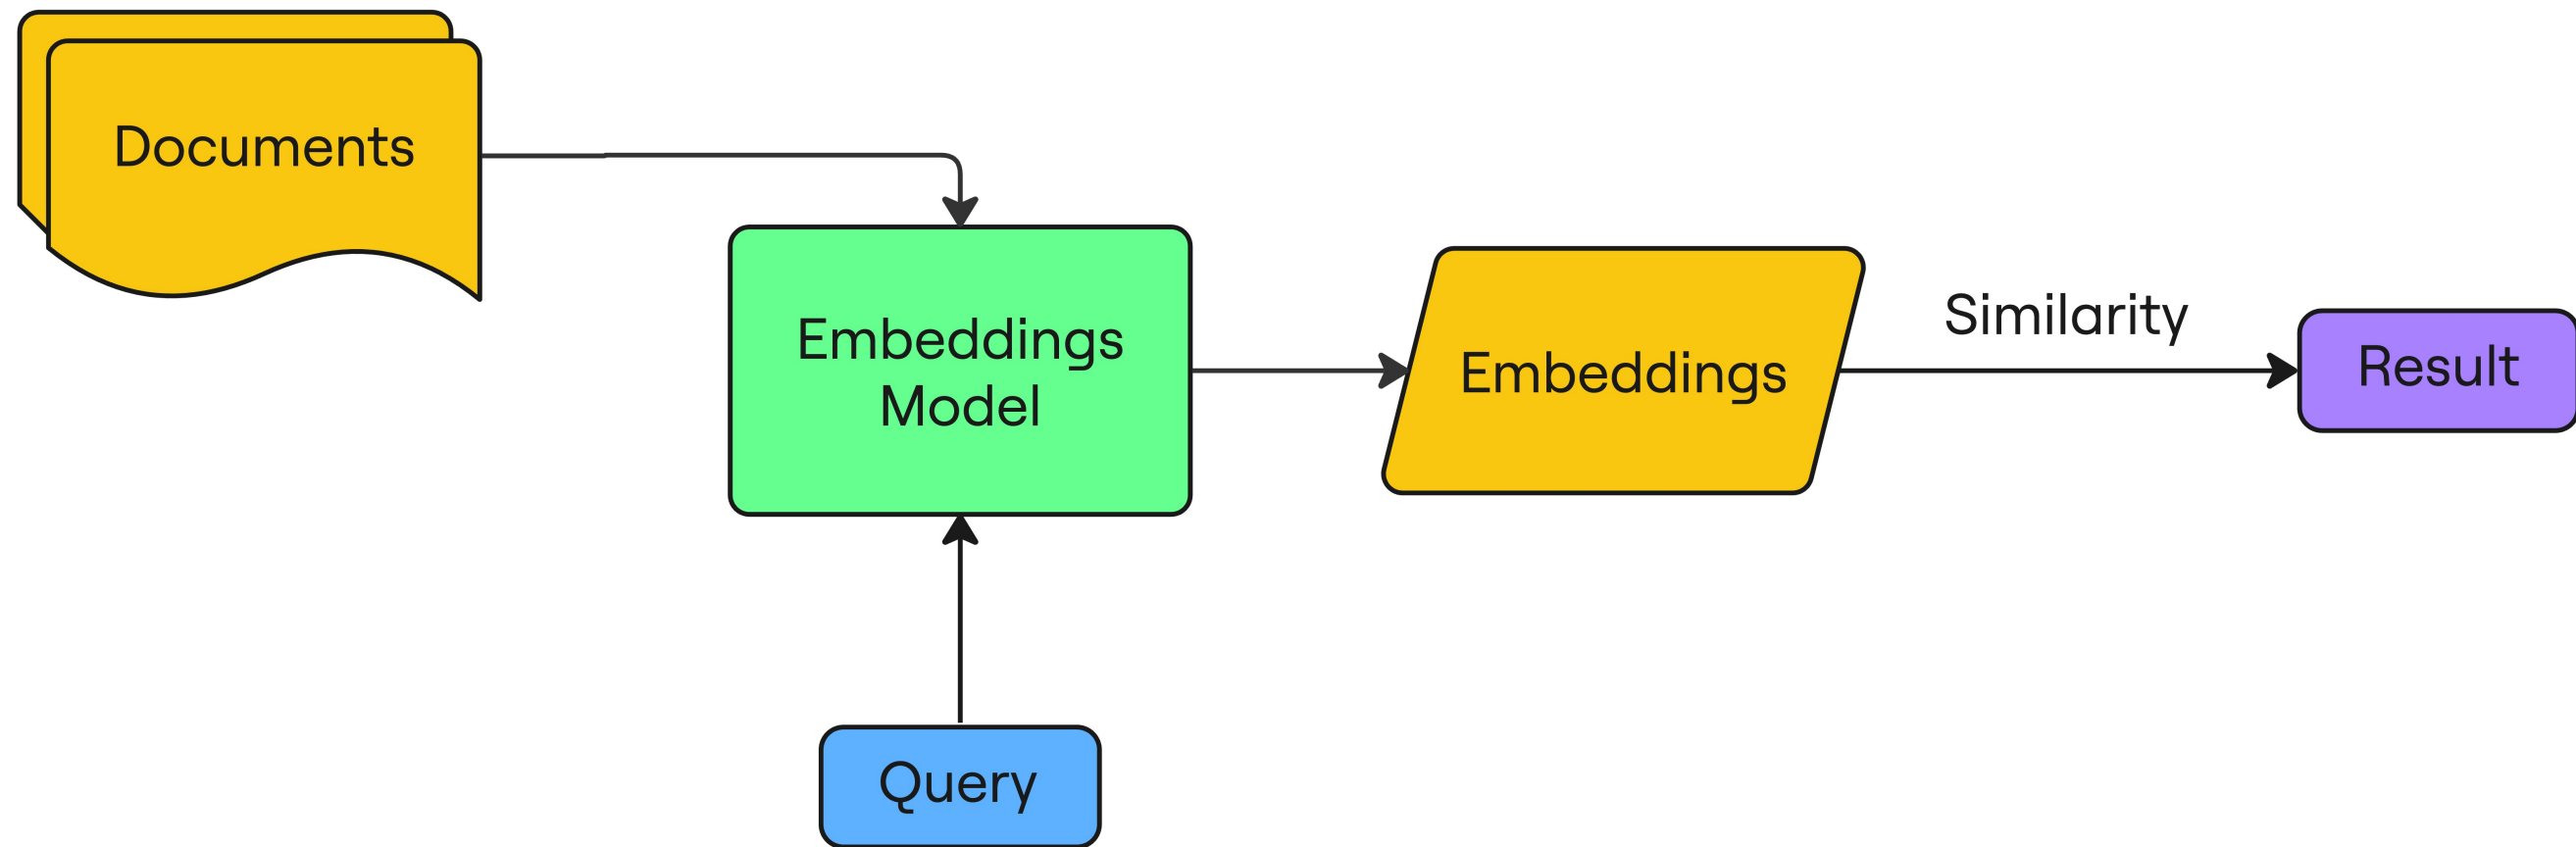 Documents
Embeddings
Model
Embeddings
Similarity
Result
Query